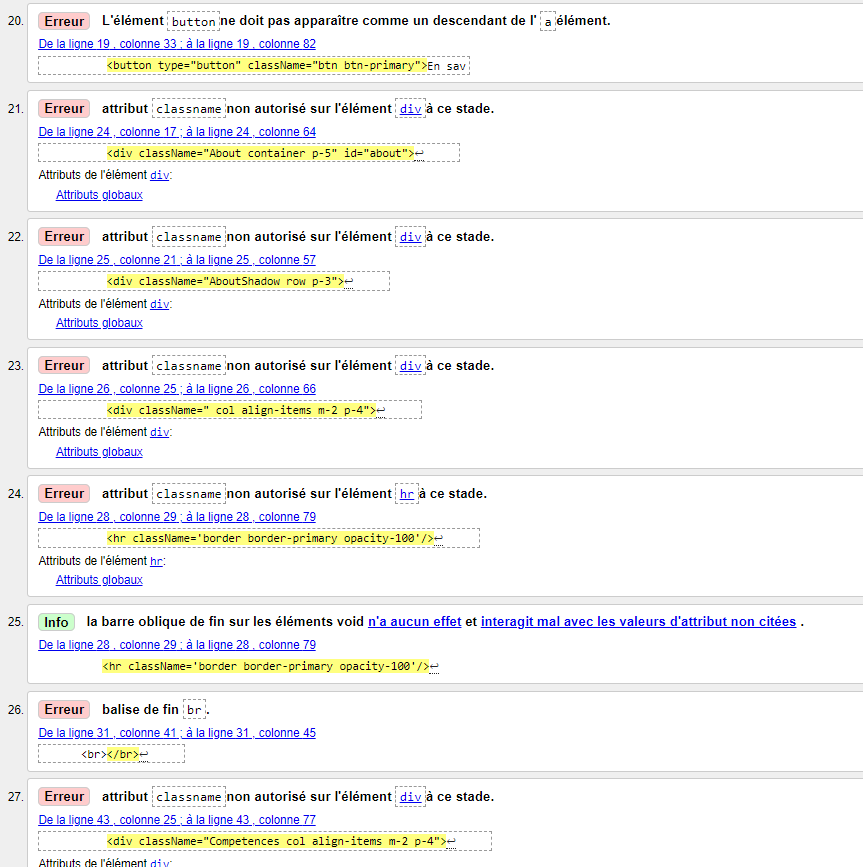 20. Erreur L'élément button ne doit pas apparaître comme un descendant de l' a élément.
De la ligne 19 , colonne 33 ; à la ligne 19 , colonne 82
<button type="button" className="btn btn-primary">En sav
21. Erreur attribut classname non autorisé sur l'élément div à ce stade.
De la ligne 24 , colonne 17 ; à la ligne 24 , colonne 64
<div className="About container p-5" id="about">↩
Attributs de l'élément div:
Attributs globaux
22. Erreur attribut classname non autorisé sur l'élément div à ce stade.
De la ligne 25 , colonne 21 ; à la ligne 25 , colonne 57
<div className="AboutShadow row p-3">↩
Attributs de l'élément div:
Attributs globaux
23. Erreur attribut classname non autorisé sur l'élément div à ce stade.
De la ligne 26 , colonne 25 ; à la ligne 26 , colonne 66
<div className=" col align-items m-2 p-4">↩
Attributs de l'élément div:
Attributs globaux
24. Erreur attribut classname non autorisé sur l'élément hr à ce stade.
De la ligne 28 , colonne 29 ; à la ligne 28 , colonne 79
<hr className='border border-primary opacity-100'/>↩
Attributs de l'élément hr:
Attributs globaux
25. Info la barre oblique de fin sur les éléments void n'a aucun effet et interagit mal avec les valeurs d'attribut non citées .
De la ligne 28 , colonne 29 ; à la ligne 28 , colonne 79
<hr className='border border-primary opacity-100'/>↩
26. Erreur balise de fin br.
De la ligne 31 , colonne 41 ; à la ligne 31 , colonne 45
<br></br>↩
27. Erreur attribut classname non autorisé sur l'élément div à ce stade.
De la ligne 43 , colonne 25 ; à la ligne 43 , colonne 77
<div className="Competences col align-items m-2 p-4">↩
Attributs de l'élément div: